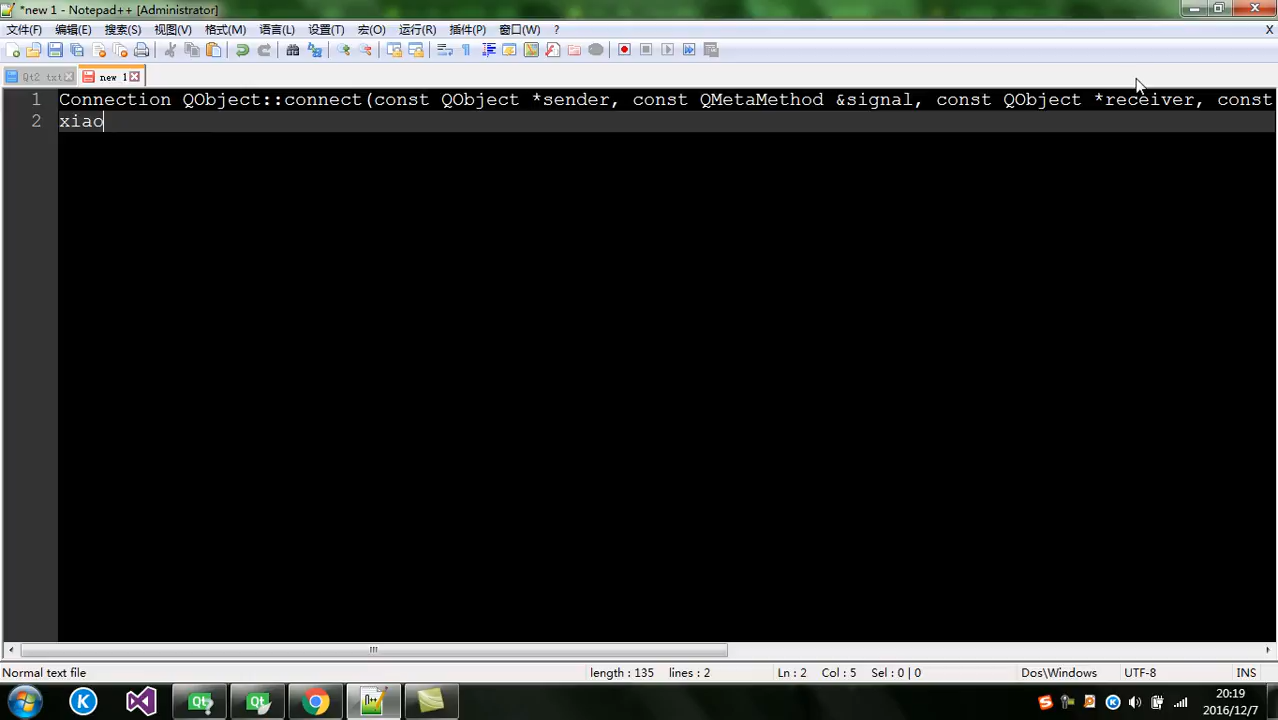 *new 1 - Notepad++ [Administrator]
文件(F) 编辑(E) 搜索(S) 视图(V) 格式(M) 语言(L) 设置(T) 宏(O) 运行(R) 插件(P) 窗口(W) ? X
Qt2 txt new 1
1 Connection QObject::connect(const QObject *sender, const QMetaMethod &signal, const QObject *receiver, const
2 xiao
Normal text file length : 135 lines : 2 Ln : 2 Col : 5 Sel : 0 | 0 Dos\Windows UTF-8 INS
20:19
2016/12/7